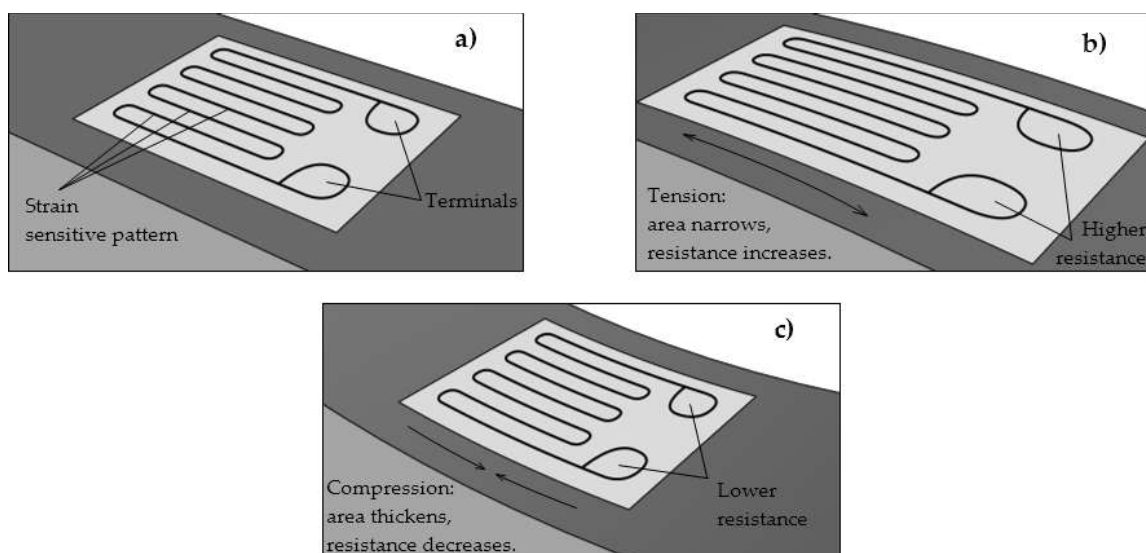 a)
Strain
sensitive pattern
Terminals
b)
Tension:
area narrows,
resistance increases.
Higher
resistance
c)
Compression:
area thickens,
resistance decreases.
Lower
resistance